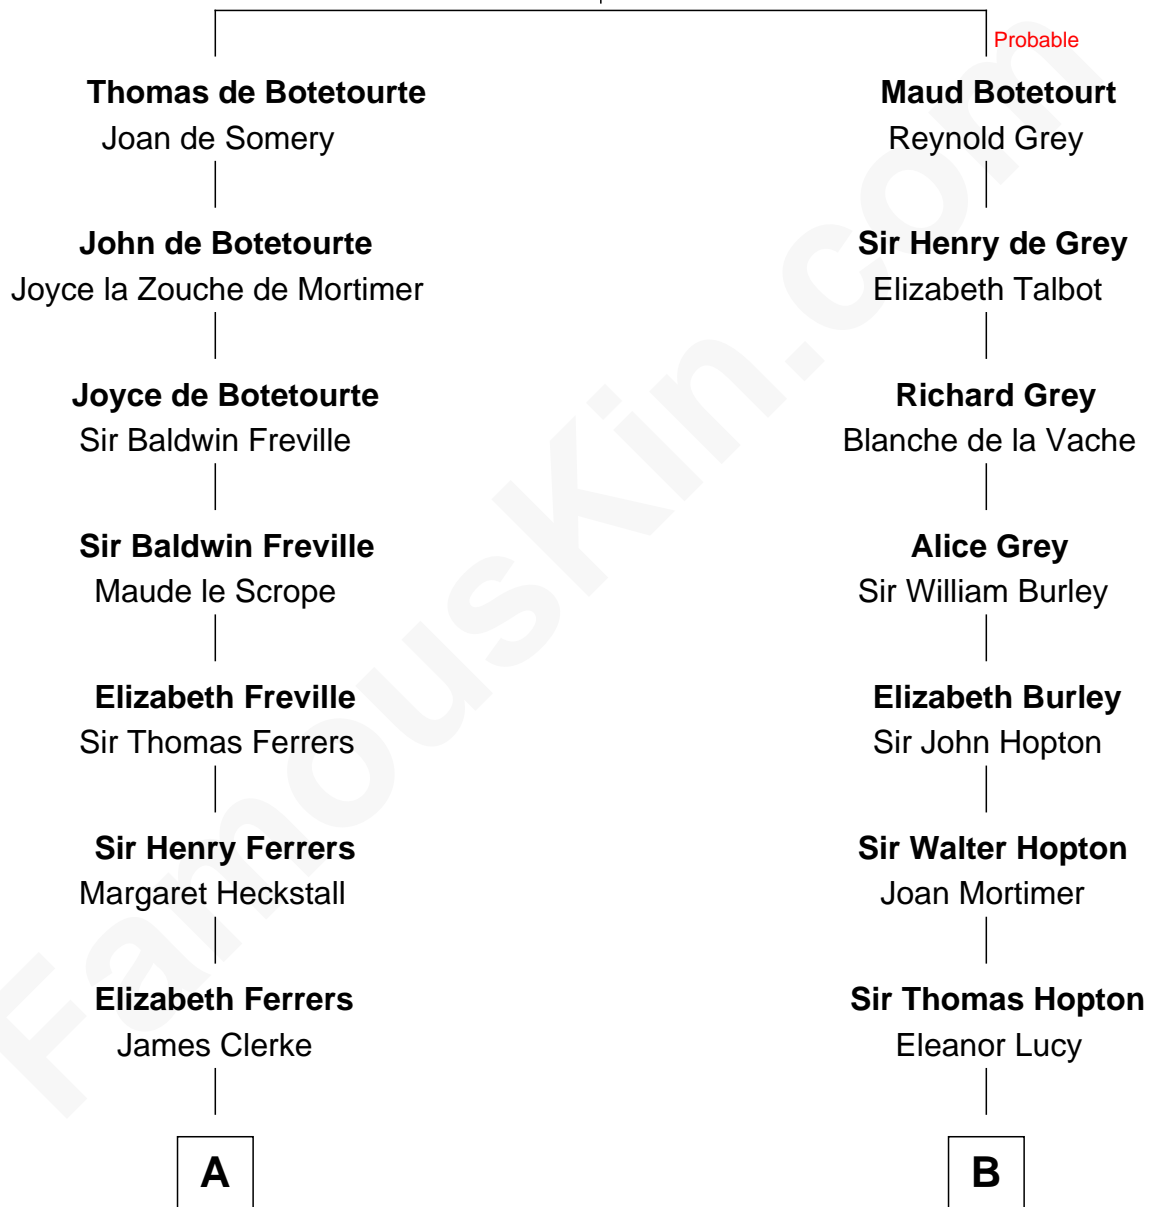 Probable
Thomas de Botetourte
Joan de Somery
Maud Botetourt
Reynold Grey
John de Botetourte
Joyce la Zouche de Mortimer
Sir Henry de Grey
Elizabeth Talbot
Joyce de Botetourte
Sir Baldwin Freville
Richard Grey
Blanche de la Vache
Sir Baldwin Freville
Maude le Scrope
Alice Grey
Sir William Burley
Elizabeth Freville
Sir Thomas Ferrers
Elizabeth Burley
Sir John Hopton
Sir Henry Ferrers
Margaret Heckstall
Sir Walter Hopton
Joan Mortimer
Elizabeth Ferrers
James Clerke
Sir Thomas Hopton
Eleanor Lucy
A
B
FamousKin.com